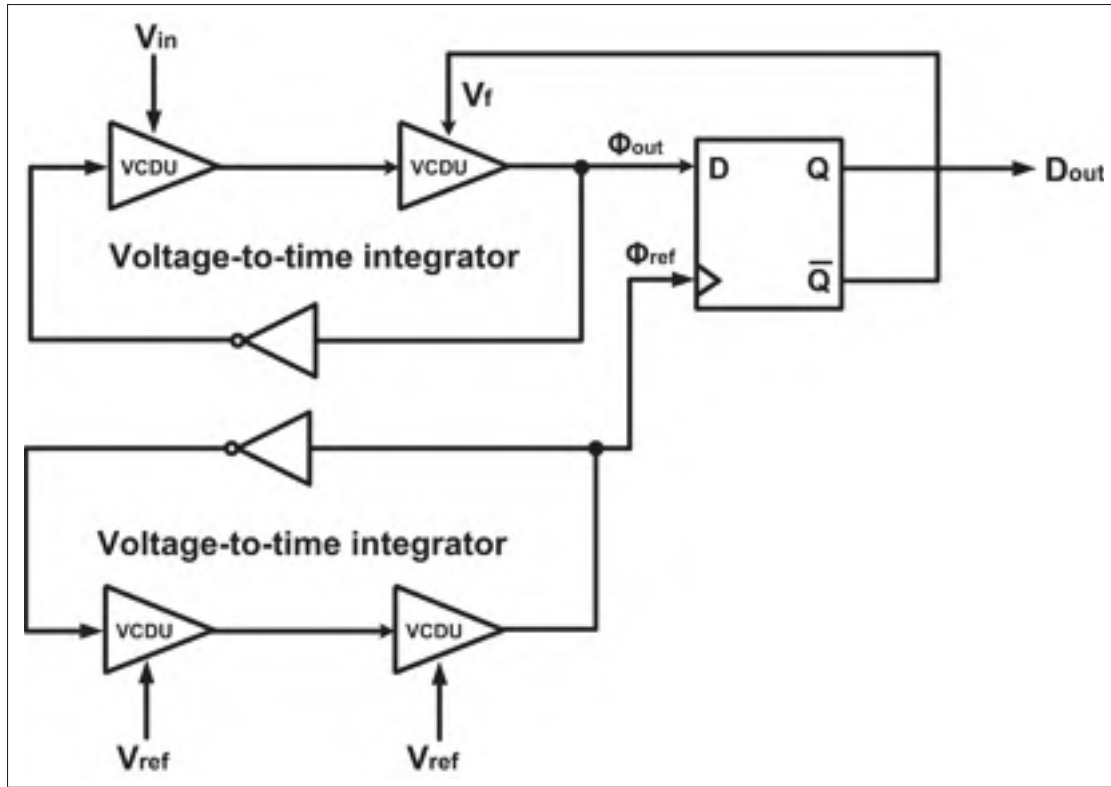 Vin
Vf
VCDU
VCDU
Φout
D
Q
Dout
Voltage-to-time integrator
Φref
Q̅
Voltage-to-time integrator
VCDU
VCDU
Vref
Vref